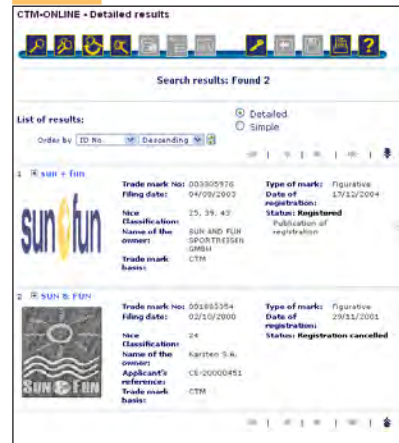 CTM-ONLINE - Detailed results
Search results: Found 2
List of results:
Detailed
Simple
Order by ID No. Descending
1 sun + fun
sun fun
Trade mark No: 003305976
Filing date: 04/08/2003
Nice Classification: 25, 39, 43
Name of the owner: SUN AND FUN SPORTREISEN GMBH
Trade mark basis: CTM
Type of mark: Figurative
Date of registration: 17/12/2004
Status: Registered
Publication of registration
2 SUN & FUN
SUN & FUN
Trade mark No: 001885354
Filing date: 02/10/2000
Nice Classification: 24
Name of the owner: Karsten S.A.
Applicant's reference: CE-20000451
Trade mark basis: CTM
Type of mark: Figurative
Date of registration: 29/11/2001
Status: Registration cancelled